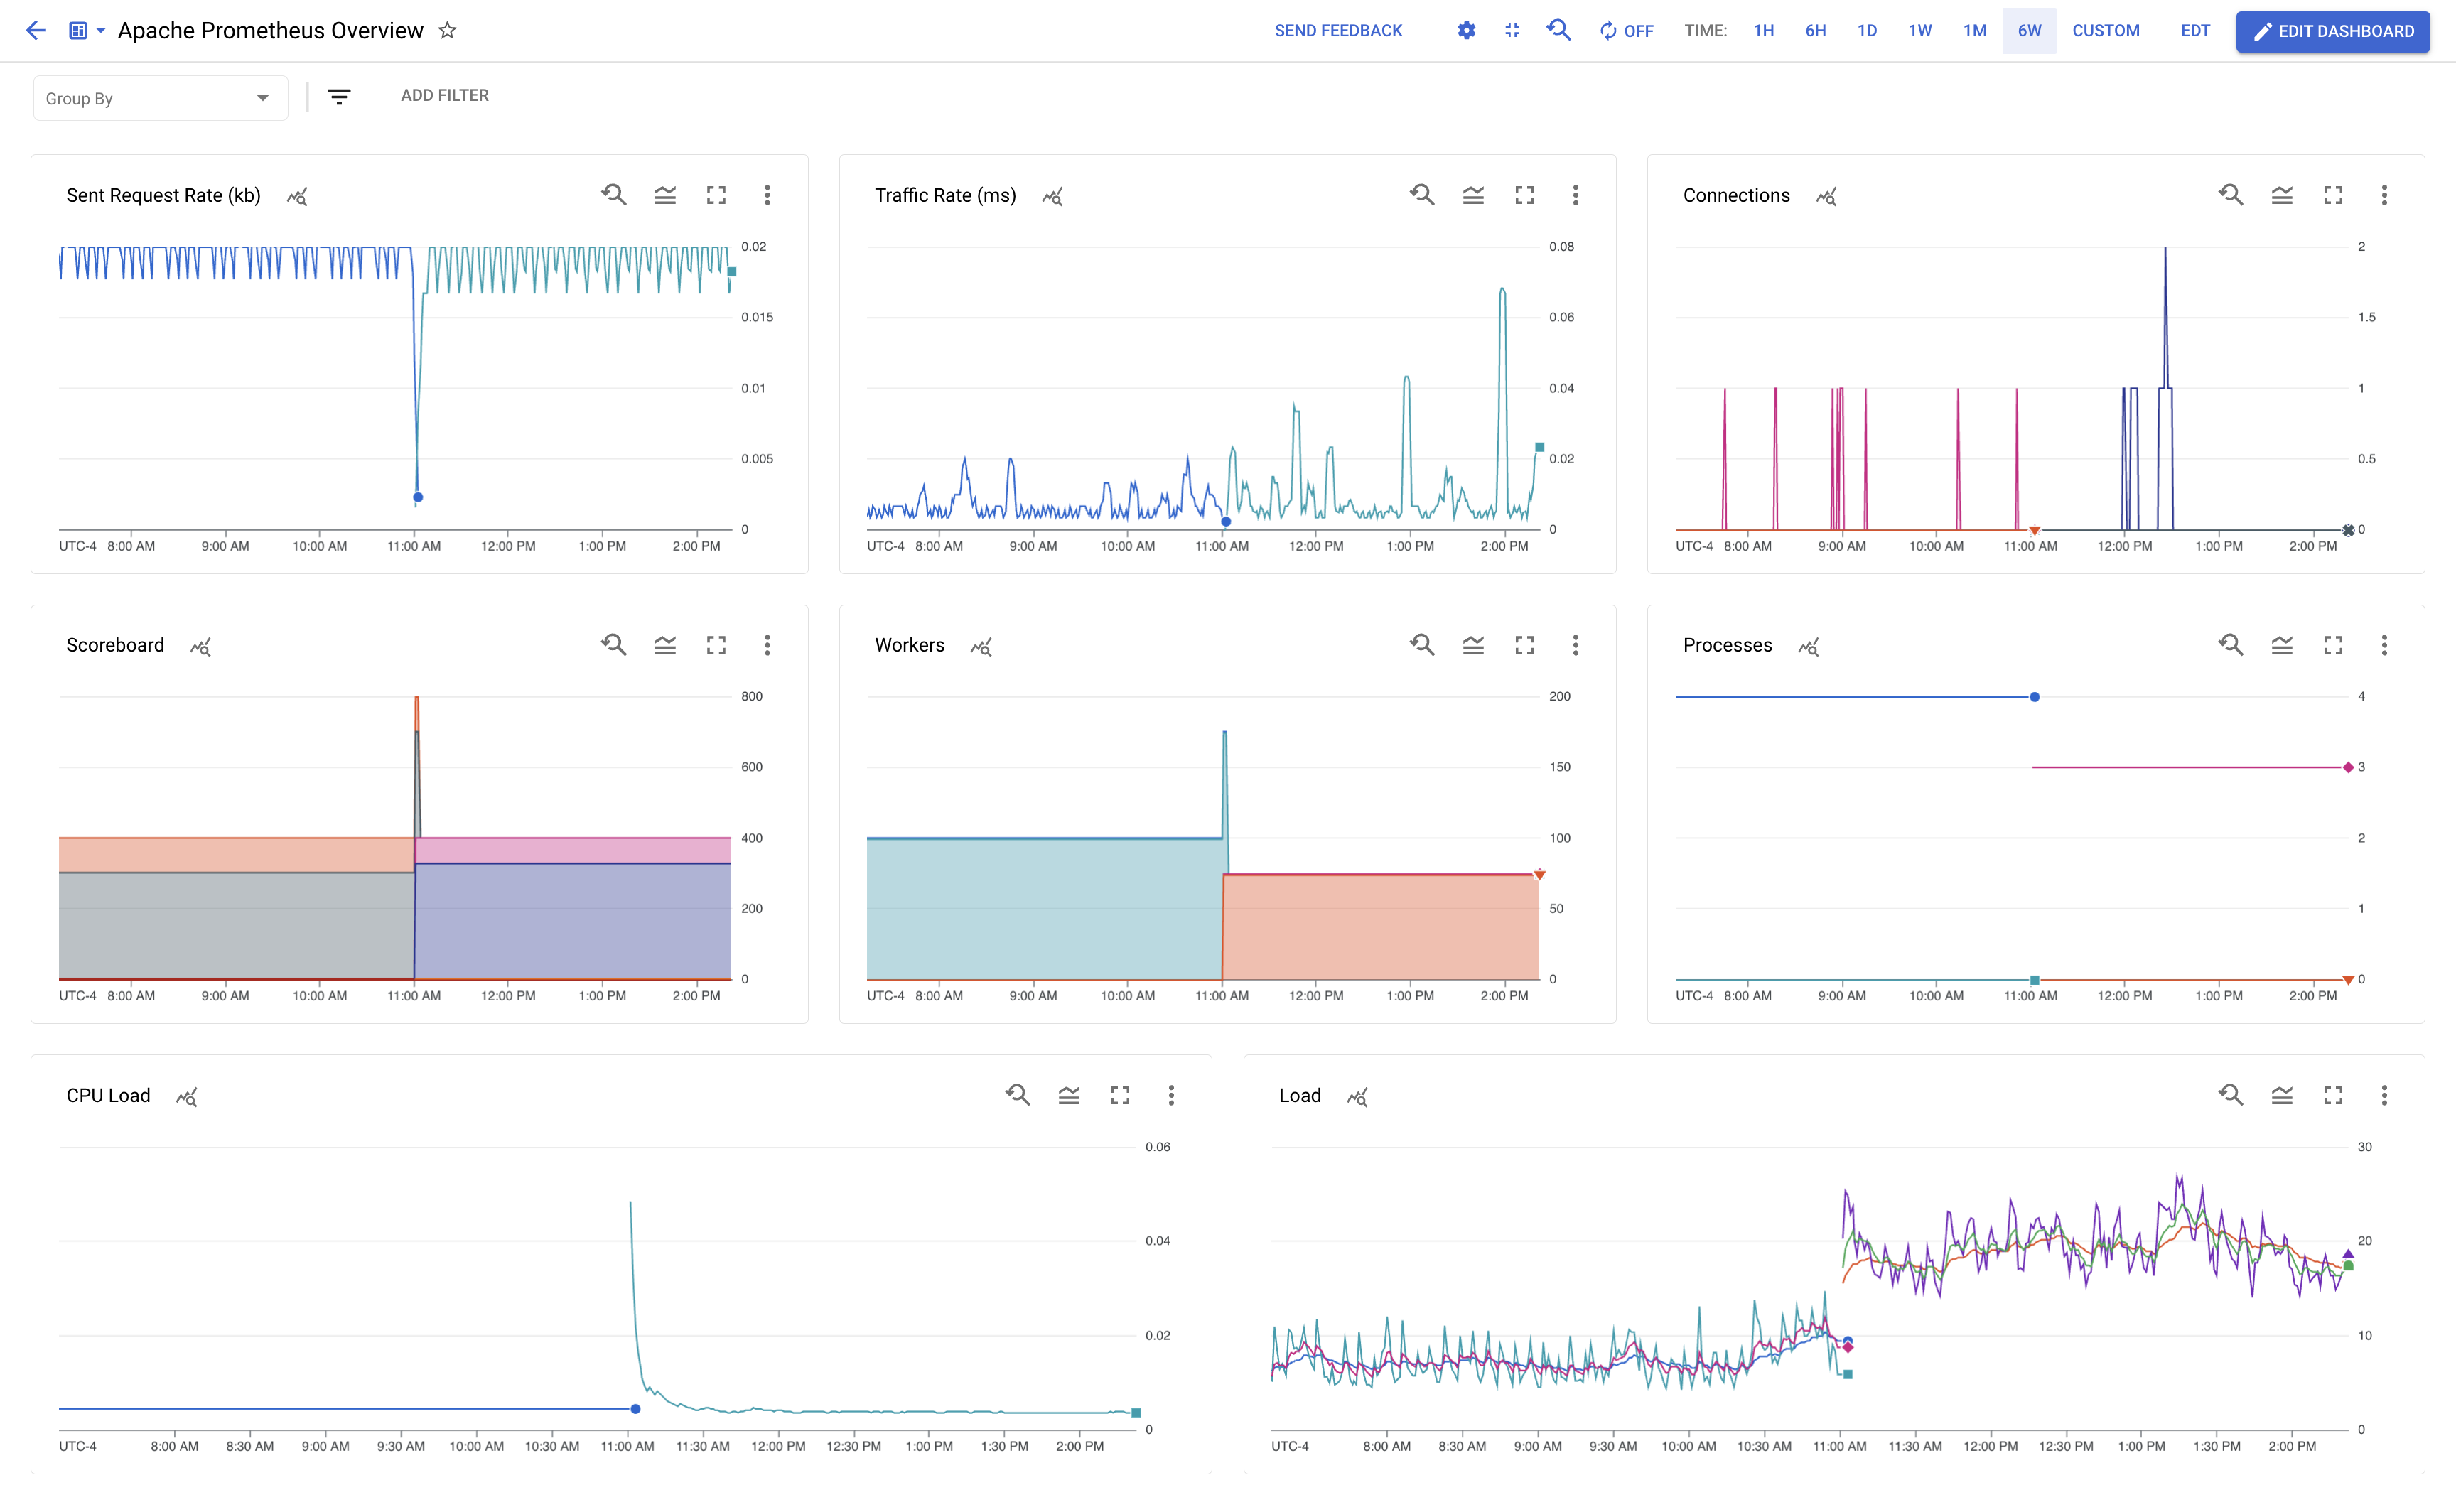 Apache Prometheus Overview
SEND FEEDBACK
OFF
TIME:
1H
6H
1D
1W
1M
6W
CUSTOM
EDT
EDIT DASHBOARD
Group By
ADD FILTER
Sent Request Rate (kb)
0.02
0.015
0.01
0.005
0
UTC-4 8:00 AM 9:00 AM 10:00 AM 11:00 AM 12:00 PM 1:00 PM 2:00 PM
Traffic Rate (ms)
0.08
0.06
0.04
0.02
0
UTC-4 8:00 AM 9:00 AM 10:00 AM 11:00 AM 12:00 PM 1:00 PM 2:00 PM
Connections
2
1.5
1
0.5
0
UTC-4 8:00 AM 9:00 AM 10:00 AM 11:00 AM 12:00 PM 1:00 PM 2:00 PM
Scoreboard
800
600
400
200
0
UTC-4 8:00 AM 9:00 AM 10:00 AM 11:00 AM 12:00 PM 1:00 PM 2:00 PM
Workers
200
150
100
50
0
UTC-4 8:00 AM 9:00 AM 10:00 AM 11:00 AM 12:00 PM 1:00 PM 2:00 PM
Processes
4
3
2
1
0
UTC-4 8:00 AM 9:00 AM 10:00 AM 11:00 AM 12:00 PM 1:00 PM 2:00 PM
CPU Load
0.06
0.04
0.02
0
UTC-4 8:00 AM 8:30 AM 9:00 AM 9:30 AM 10:00 AM 10:30 AM 11:00 AM 11:30 AM 12:00 PM 12:30 PM 1:00 PM 1:30 PM 2:00 PM
Load
30
20
10
0
UTC-4 8:00 AM 8:30 AM 9:00 AM 9:30 AM 10:00 AM 10:30 AM 11:00 AM 11:30 AM 12:00 PM 12:30 PM 1:00 PM 1:30 PM 2:00 PM